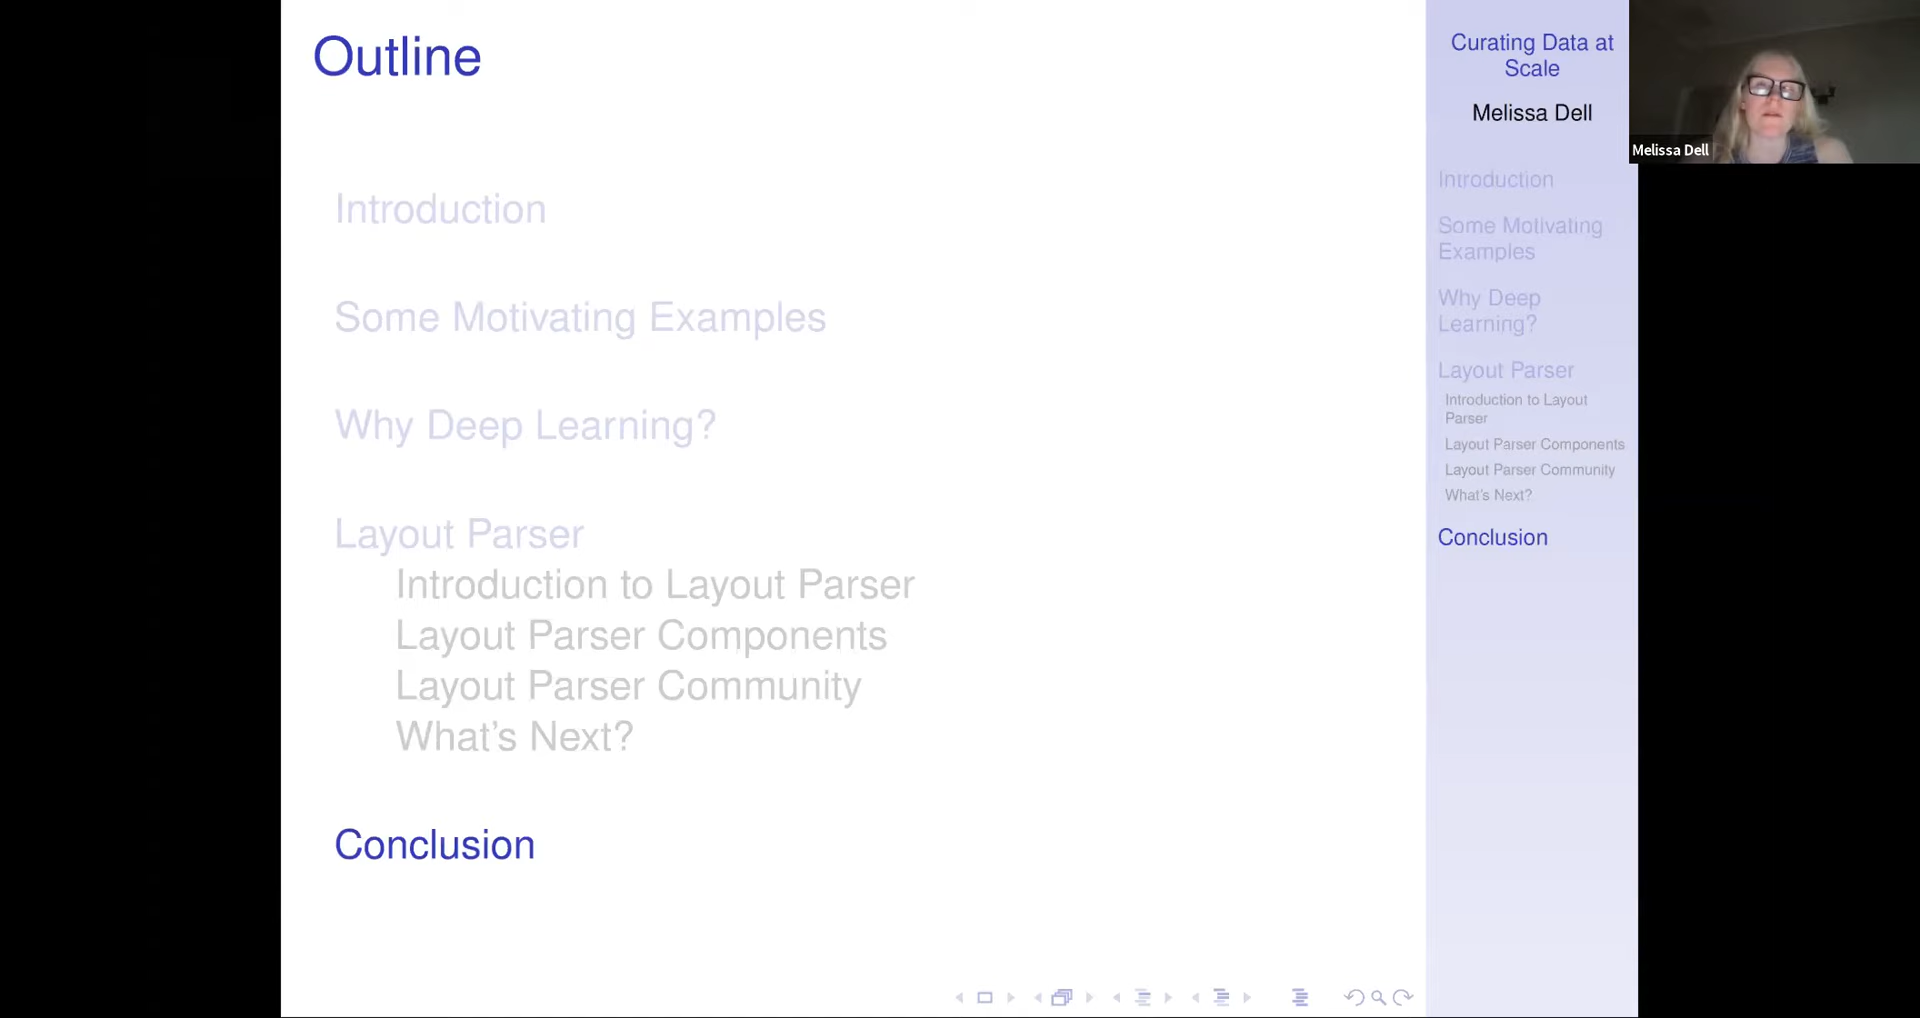 Outline
Introduction
Some Motivating Examples
Why Deep Learning?
Layout Parser
Introduction to Layout Parser
Layout Parser Components
Layout Parser Community
What's Next?
Conclusion
Curating Data at
Scale
Melissa Dell
Introduction
Some Motivating
Examples
Why Deep
Learning?
Layout Parser
Introduction to Layout
Parser
Layout Parser Components
Layout Parser Community
What's Next?
Conclusion
Melissa Dell